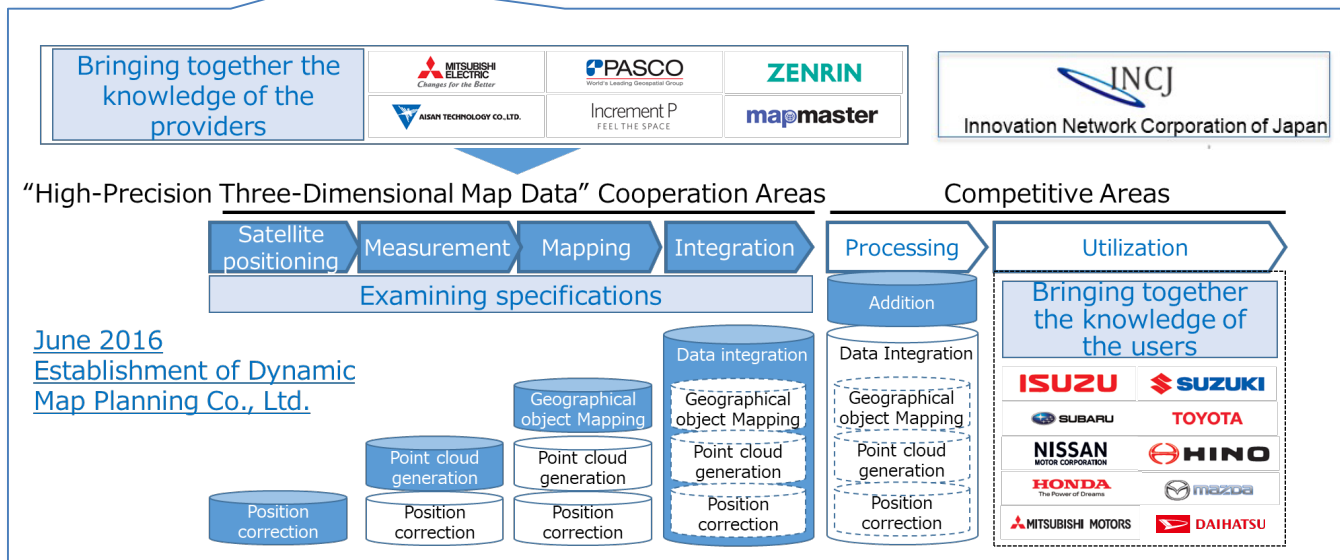 Bringing together the
knowledge of the
providers
MITSUBISHI
ELECTRIC
Changes for the Better
PASCO
World's Leading Geospatial Group
ZENRIN
AISAN TECHNOLOGY CO.,LTD.
Increment P
FEEL THE SPACE
mapmaster
INCJ
Innovation Network Corporation of Japan
“High-Precision Three-Dimensional Map Data” Cooperation Areas
Competitive Areas
Satellite
positioning
Measurement
Mapping
Integration
Processing
Utilization
Examining specifications
June 2016
Establishment of Dynamic
Map Planning Co., Ltd.
Position
correction
Point cloud
generation
Position
correction
Geographical
object Mapping
Point cloud
generation
Position
correction
Data integration
Geographical
object Mapping
Point cloud
generation
Position
correction
Addition
Data Integration
Geographical
object Mapping
Point cloud
generation
Position
correction
Bringing together
the knowledge of
the users
ISUZU
SUZUKI
SUBARU
TOYOTA
NISSAN
MOTOR CORPORATION
HINO
HONDA
The Power of Dreams
mazda
MITSUBISHI MOTORS
DAIHATSU